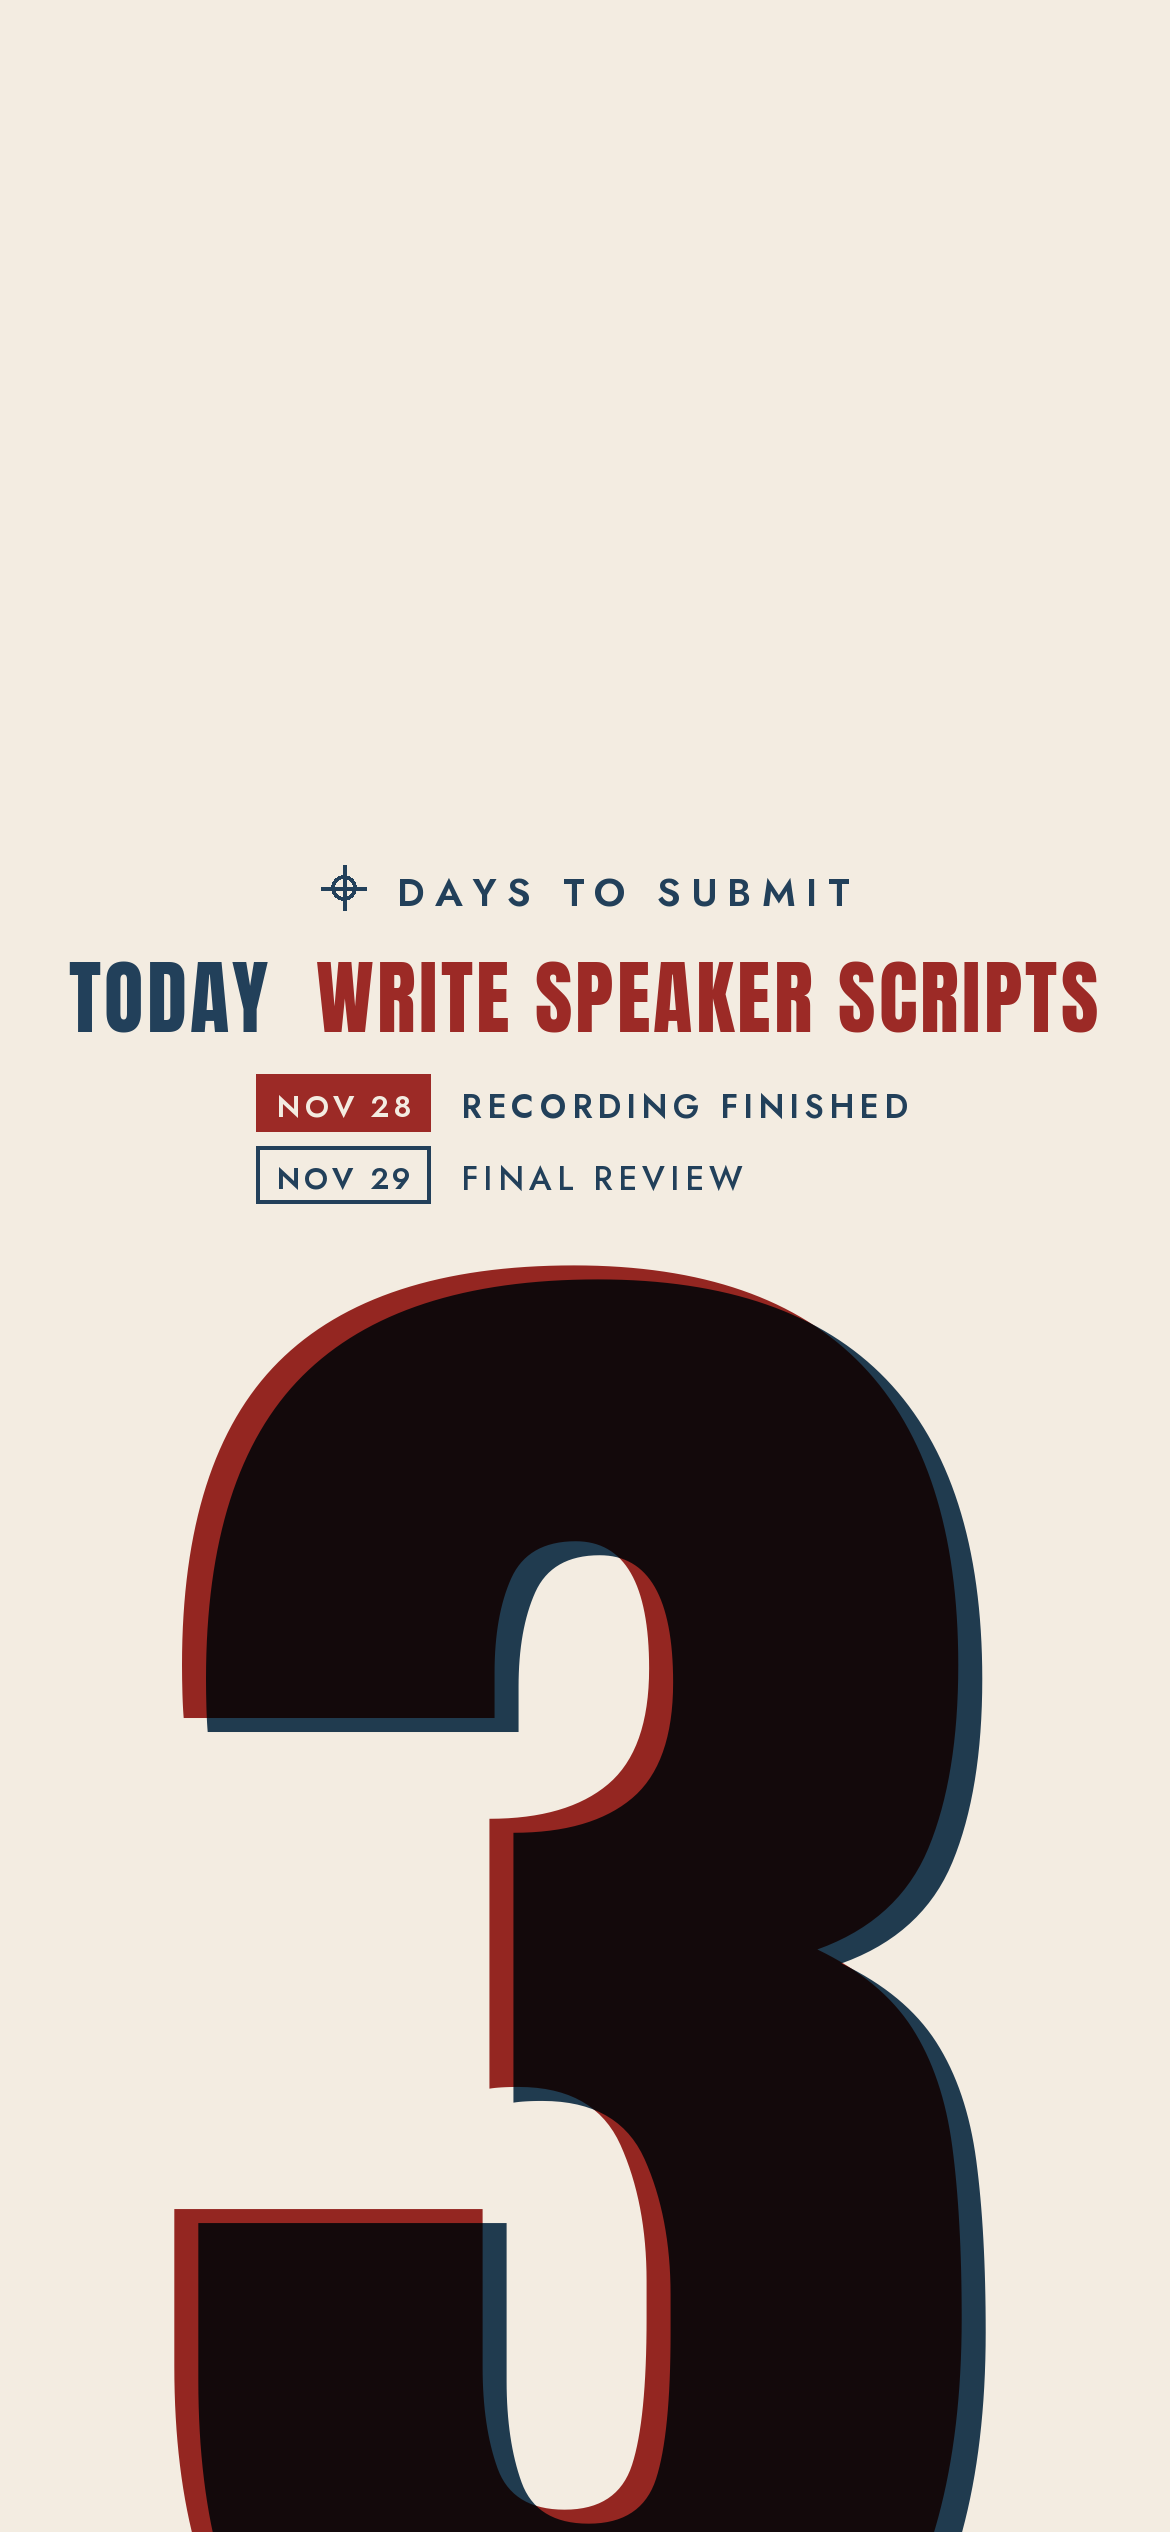 DAYS TO SUBMIT
TODAY WRITE SPEAKER SCRIPTS
NOV 28 RECORDING FINISHED
NOV 29 FINAL REVIEW
3